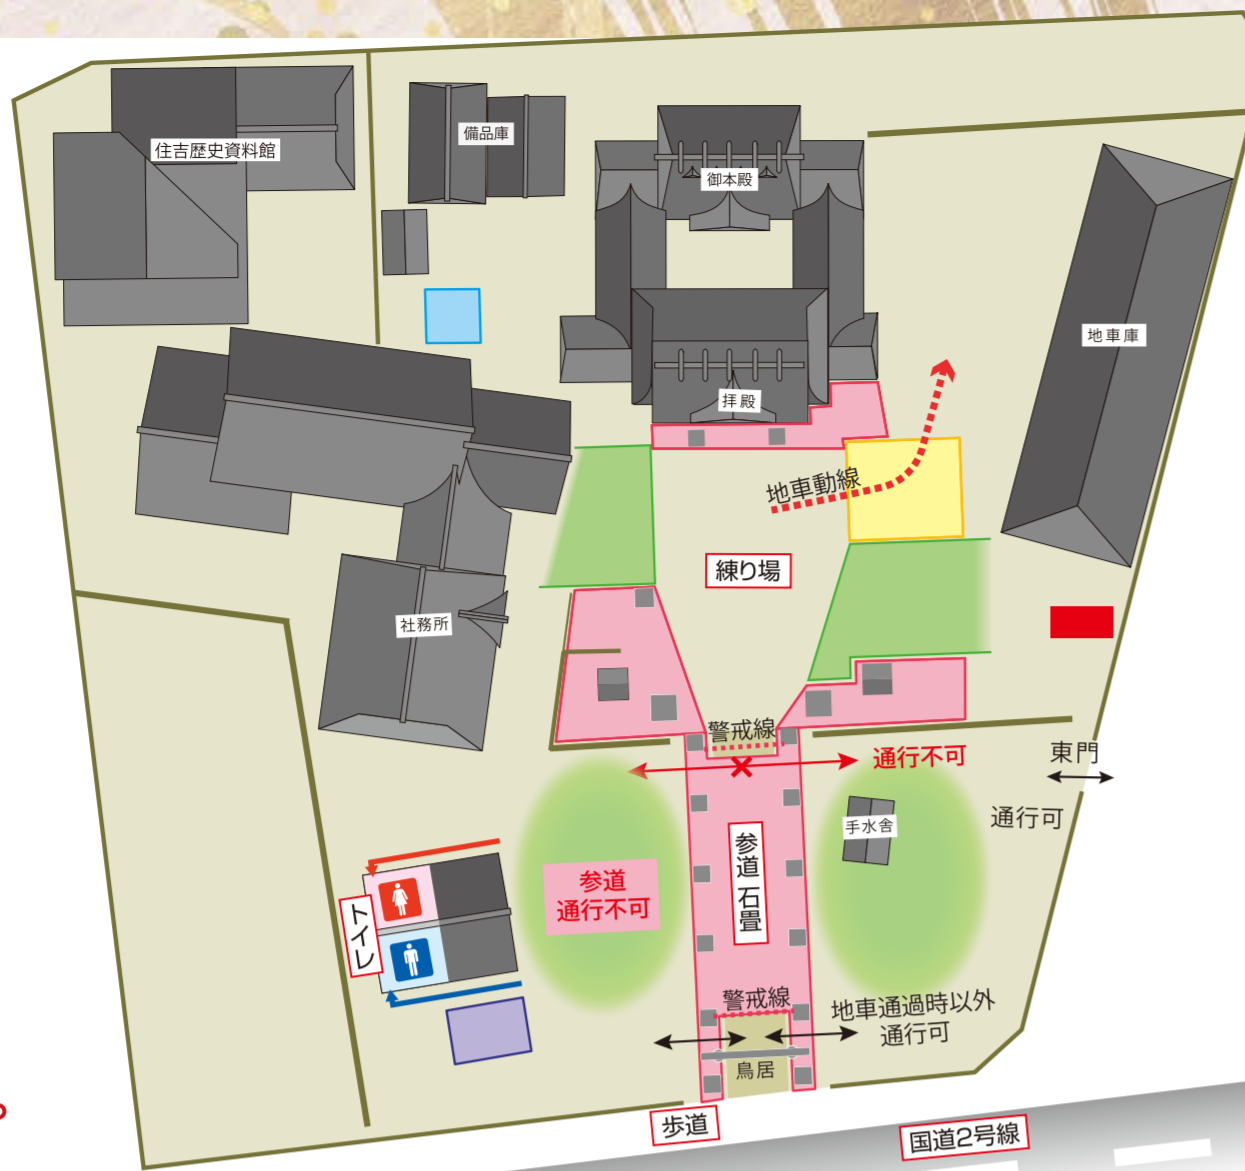 住吉歴史資料館
備品庫
御本殿
地車庫
拝殿
地車動線
練り場
社務所
警戒線
通行不可
東門
通行可
手水舎
参道
通行不可
参道 石畳
トイレ
警戒線
地車通過時以外
通行可
鳥居
歩道
国道2号線